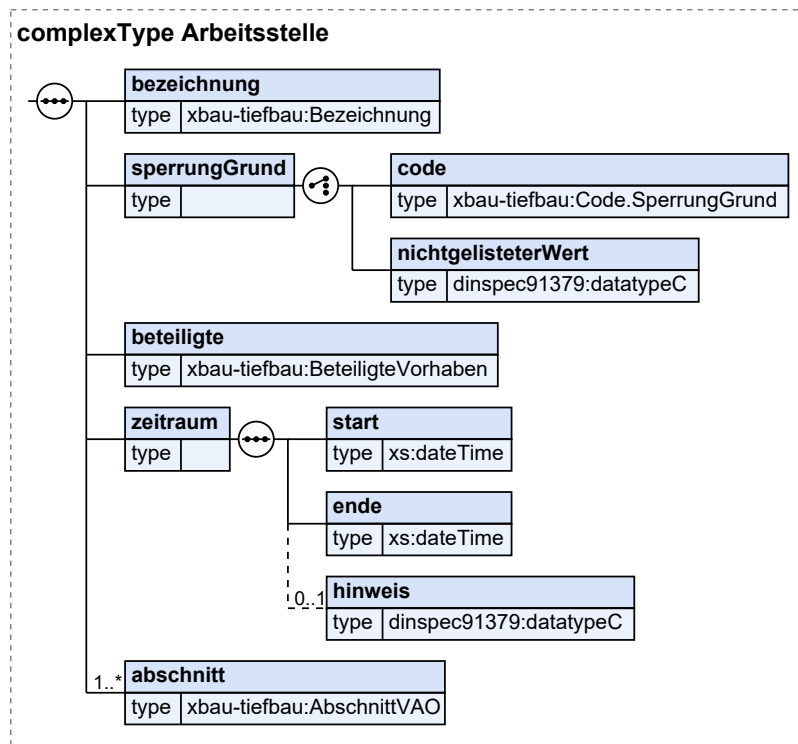 complexType Arbeitsstelle
bezeichnung
type xbau-tiefbau:Bezeichnung
sperrungGrund
type
code
type xbau-tiefbau:Code.SperrungGrund
nichtgelisteterWert
type dinspec91379:datatypeC
beteiligte
type xbau-tiefbau:BeteiligteVorhaben
zeitraum
type
start
type xs:dateTime
ende
type xs:dateTime
0..1 hinweis
type dinspec91379:datatypeC
1..* abschnitt
type xbau-tiefbau:AbschnittVAO